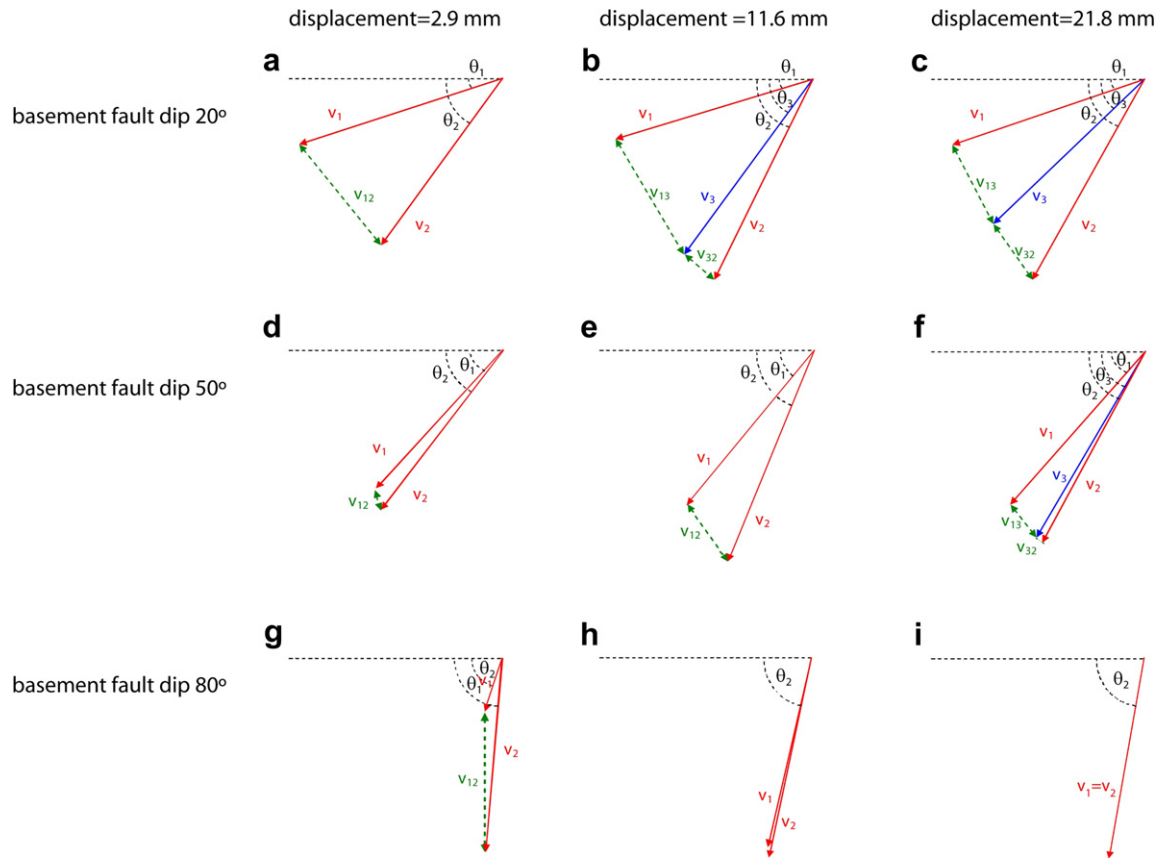 displacement=2.9 mm displacement =11.6 mm displacement=21.8 mm
a b c
basement fault dip 20º
θ₁ θ₁ θ₁
v₁ θ₂ v₁ θ₃ θ₂ v₁ θ₃ θ₂
v₁₂ v₂ v₁₃ v₃ v₂ v₃₂ v₁₃ v₃ v₂ v₃₂
d e f
basement fault dip 50º
θ₂ θ₁ θ₂ θ₁ θ₁ θ₃ θ₂
v₁ v₂ v₁₂ v₁ v₂ v₁₂ v₁ v₃ v₂ v₁₃ v₃₂
g h i
basement fault dip 80º
θ₂ v₁ θ₁ θ₂ θ₂
v₂ v₁₂ v₁ v₂ v₁=v₂